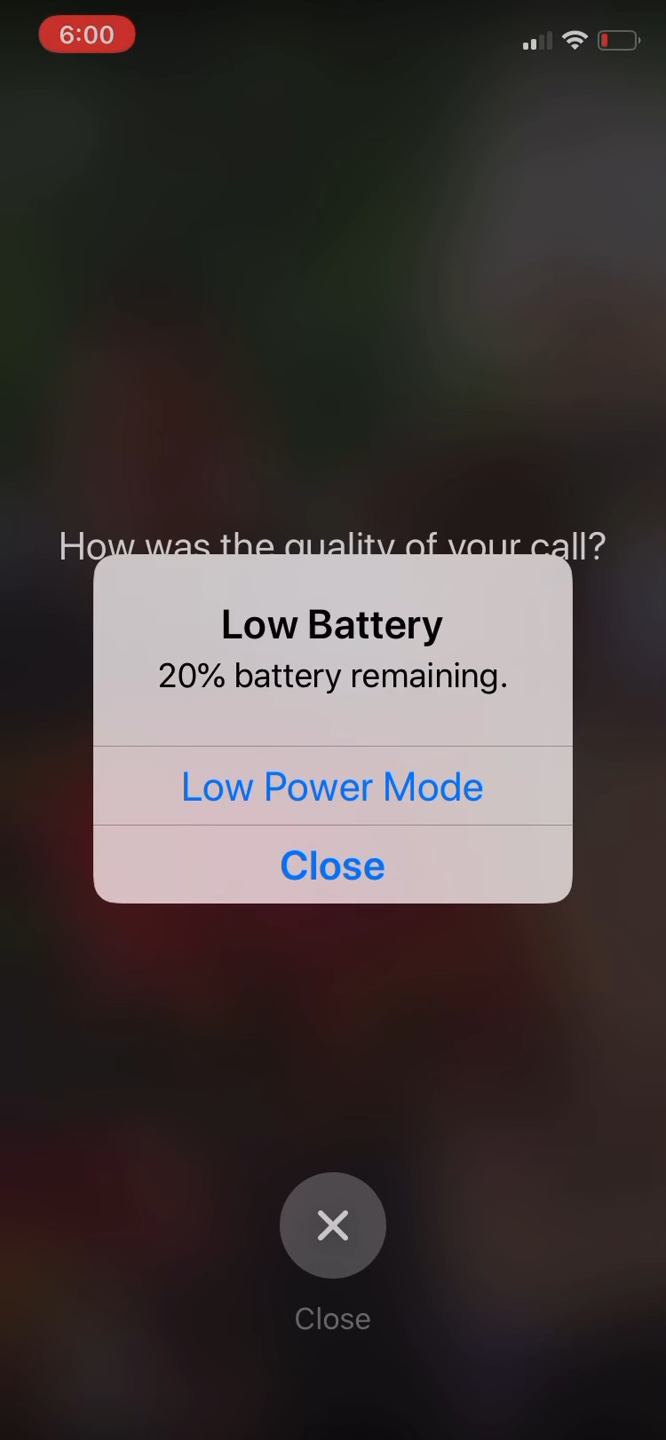 6:00
How was the quality of your call?
Low Battery
20% battery remaining.
Low Power Mode
Close
Close